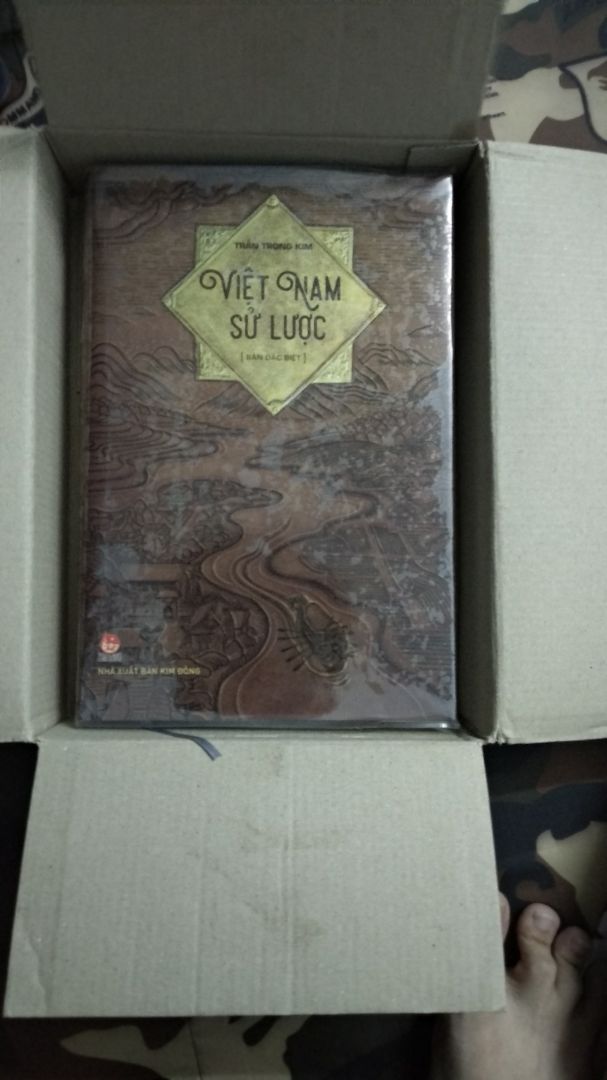 TRẦN TRỌNG KIM
VIỆT NAM
SỬ LƯỢC
[ BẢN ĐẶC BIỆT ]
NHÀ XUẤT BẢN KIM ĐỒNG